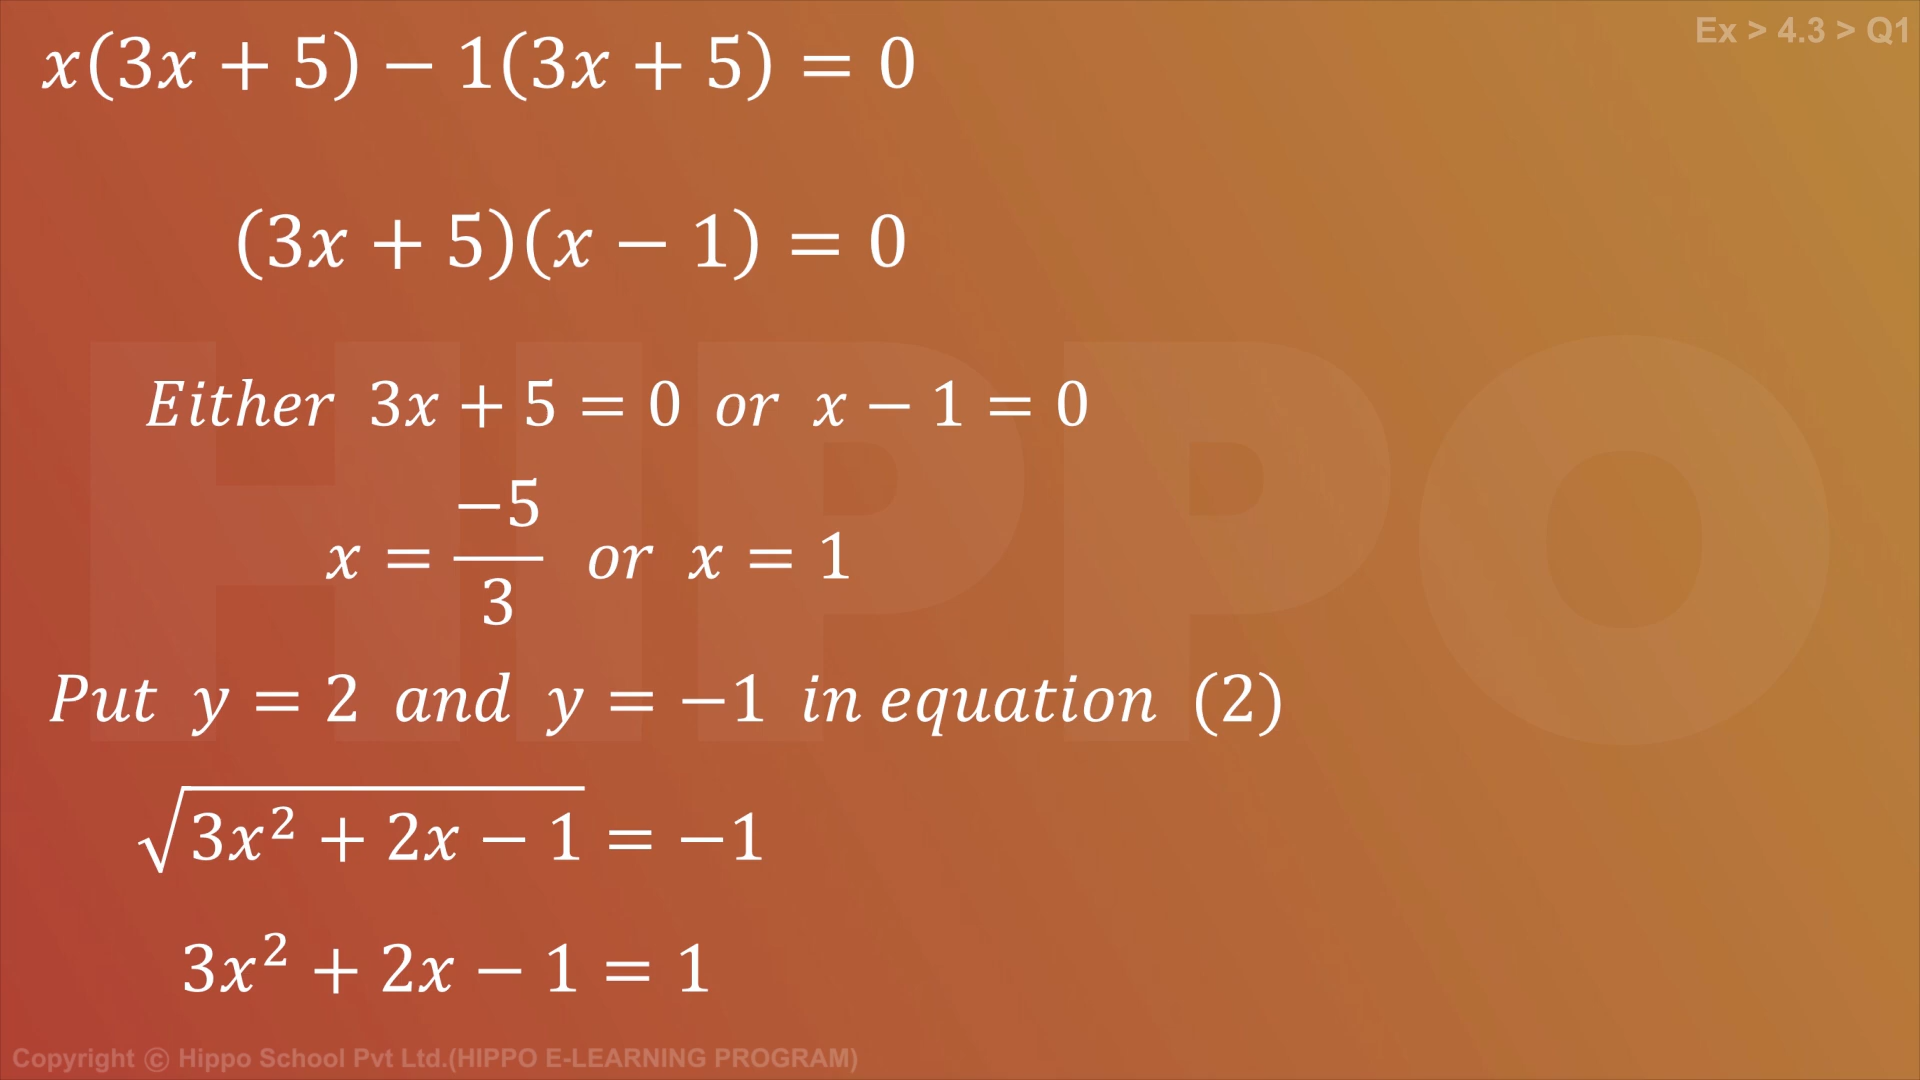 Ex > 4.3 > Q1
x(3x + 5) − 1(3x + 5) = 0
(3x + 5)(x − 1) = 0
Either 3x + 5 = 0 or x − 1 = 0
x = −5/3 or x = 1
Put y = 2 and y = −1 in equation (2)
√(3x² + 2x − 1) = −1
3x² + 2x − 1 = 1
HIPPO
Copyright © Hippo School Pvt Ltd.(HIPPO E-LEARNING PROGRAM)